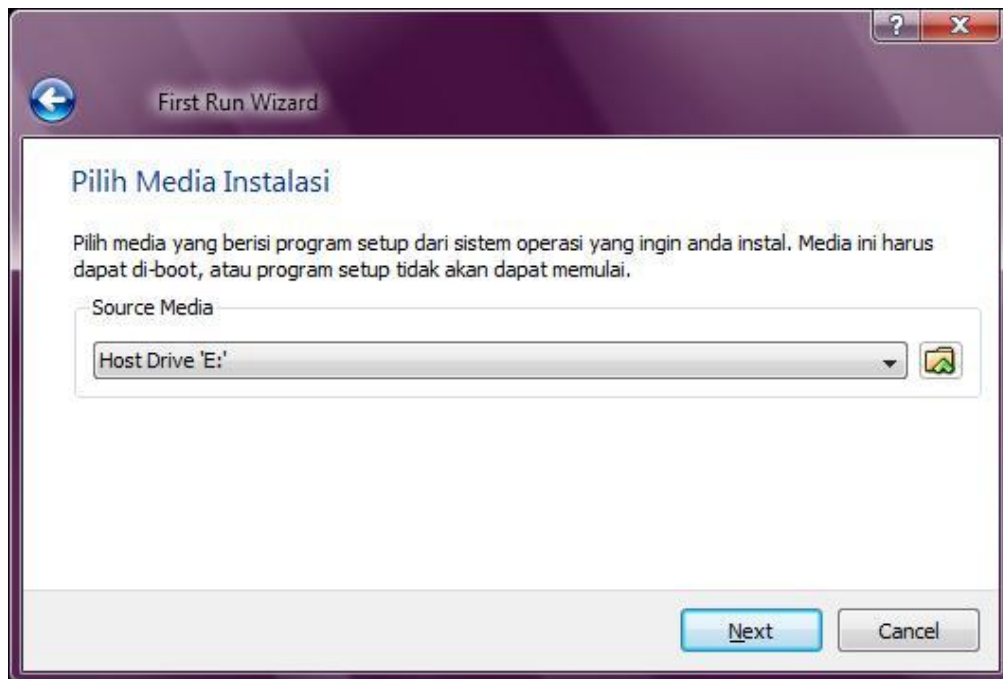 ?
X
First Run Wizard
Pilih Media Instalasi
Pilih media yang berisi program setup dari sistem operasi yang ingin anda instal. Media ini harus
dapat di-boot, atau program setup tidak akan dapat memulai.
Source Media
Host Drive 'E:'
Next
Cancel